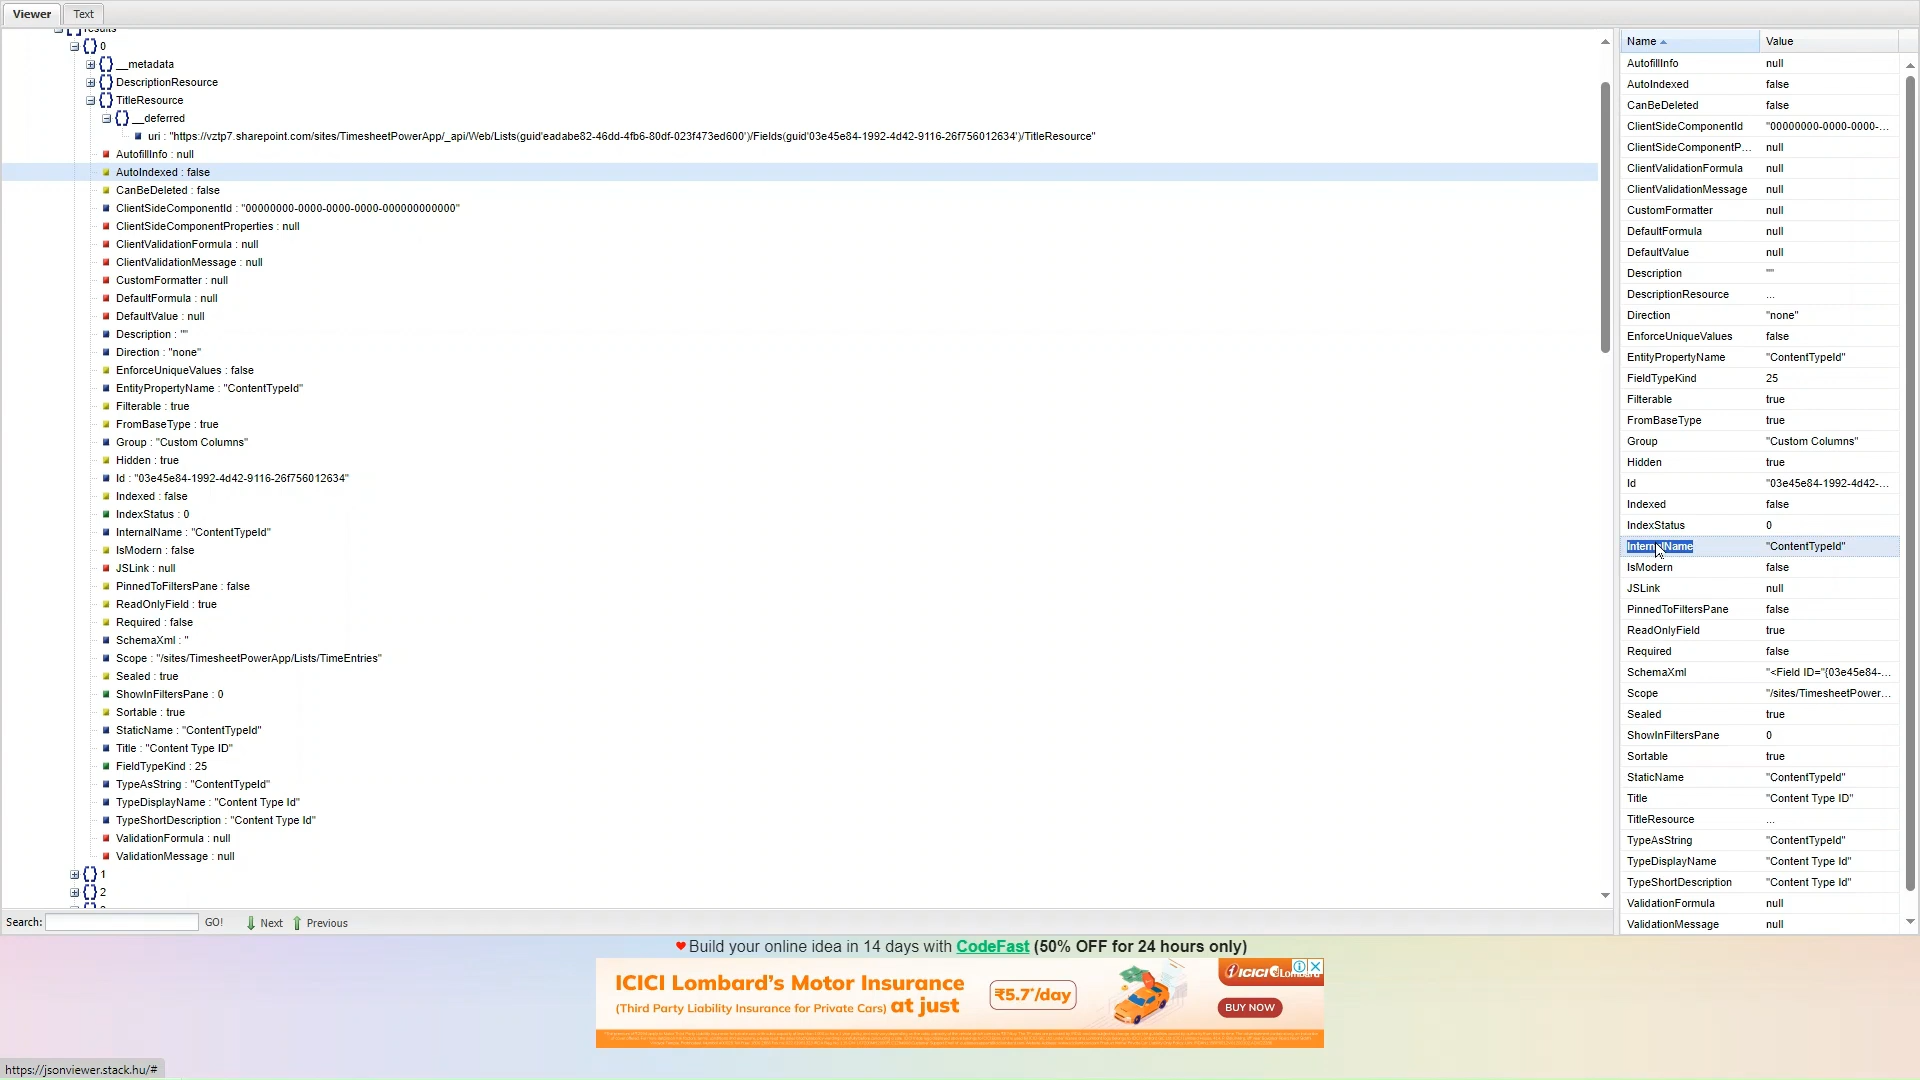 Viewer
Text
results
0
__metadata
DescriptionResource
TitleResource
__deferred
uri : "https://vztp7.sharepoint.com/sites/TimesheetPowerApp/_api/Web/Lists(guid'eadabe82-46dd-4fb6-80df-023f473ed600')/Fields(guid'03e45e84-1992-4d42-9116-26f756012634')/TitleResource"
AutofillInfo : null
AutoIndexed : false
CanBeDeleted : false
ClientSideComponentId : "00000000-0000-0000-0000-000000000000"
ClientSideComponentProperties : null
ClientValidationFormula : null
ClientValidationMessage : null
CustomFormatter : null
DefaultFormula : null
DefaultValue : null
Description : ""
Direction : "none"
EnforceUniqueValues : false
EntityPropertyName : "ContentTypeId"
Filterable : true
FromBaseType : true
Group : "Custom Columns"
Hidden : true
Id : "03e45e84-1992-4d42-9116-26f756012634"
Indexed : false
IndexStatus : 0
InternalName : "ContentTypeId"
IsModern : false
JSLink : null
PinnedToFiltersPane : false
ReadOnlyField : true
Required : false
SchemaXml : "
Scope : "/sites/TimesheetPowerApp/Lists/TimeEntries"
Sealed : true
ShowInFiltersPane : 0
Sortable : true
StaticName : "ContentTypeId"
Title : "Content Type ID"
FieldTypeKind : 25
TypeAsString : "ContentTypeId"
TypeDisplayName : "Content Type Id"
TypeShortDescription : "Content Type Id"
ValidationFormula : null
ValidationMessage : null
1
2
Search: GO! Next Previous
Name Value
AutofillInfo null
AutoIndexed false
CanBeDeleted false
ClientSideComponentId "00000000-0000-0000-...
ClientSideComponentP... null
ClientValidationFormula null
ClientValidationMessage null
CustomFormatter null
DefaultFormula null
DefaultValue null
Description ""
DescriptionResource ...
Direction "none"
EnforceUniqueValues false
EntityPropertyName "ContentTypeId"
FieldTypeKind 25
Filterable true
FromBaseType true
Group "Custom Columns"
Hidden true
Id "03e45e84-1992-4d42-...
Indexed false
IndexStatus 0
InternalName "ContentTypeId"
IsModern false
JSLink null
PinnedToFiltersPane false
ReadOnlyField true
Required false
SchemaXml "<Field ID="{03e45e84-...
Scope "/sites/TimesheetPower...
Sealed true
ShowInFiltersPane 0
Sortable true
StaticName "ContentTypeId"
Title "Content Type ID"
TitleResource ...
TypeAsString "ContentTypeId"
TypeDisplayName "Content Type Id"
TypeShortDescription "Content Type Id"
ValidationFormula null
ValidationMessage null
Build your online idea in 14 days with CodeFast (50% OFF for 24 hours only)
ICICI Lombard's Motor Insurance
(Third Party Liability Insurance for Private Cars) at just
₹5.7*/day
ICICI Lombard
BUY NOW
https://jsonviewer.stack.hu/#